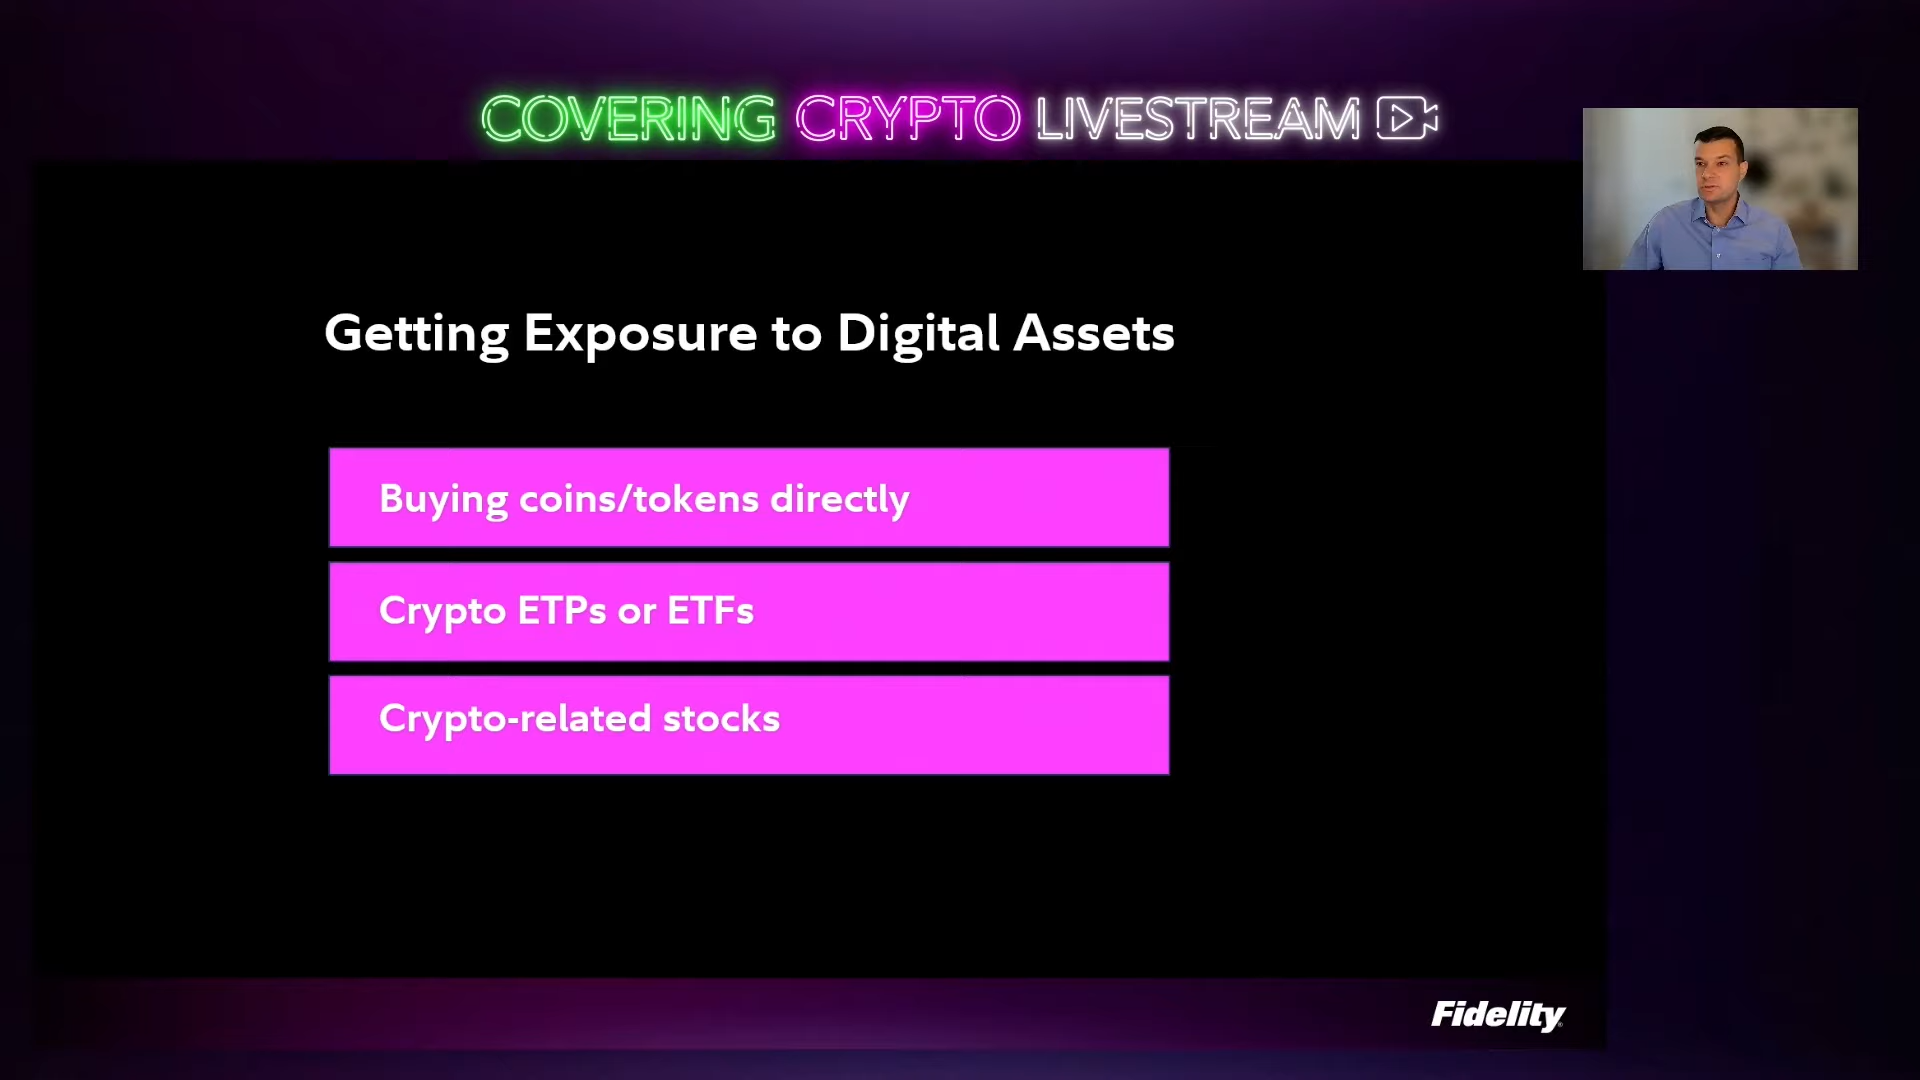 COVERING CRYPTO LIVESTREAM
Getting Exposure to Digital Assets
Buying coins/tokens directly
Crypto ETPs or ETFs
Crypto-related stocks
Fidelity